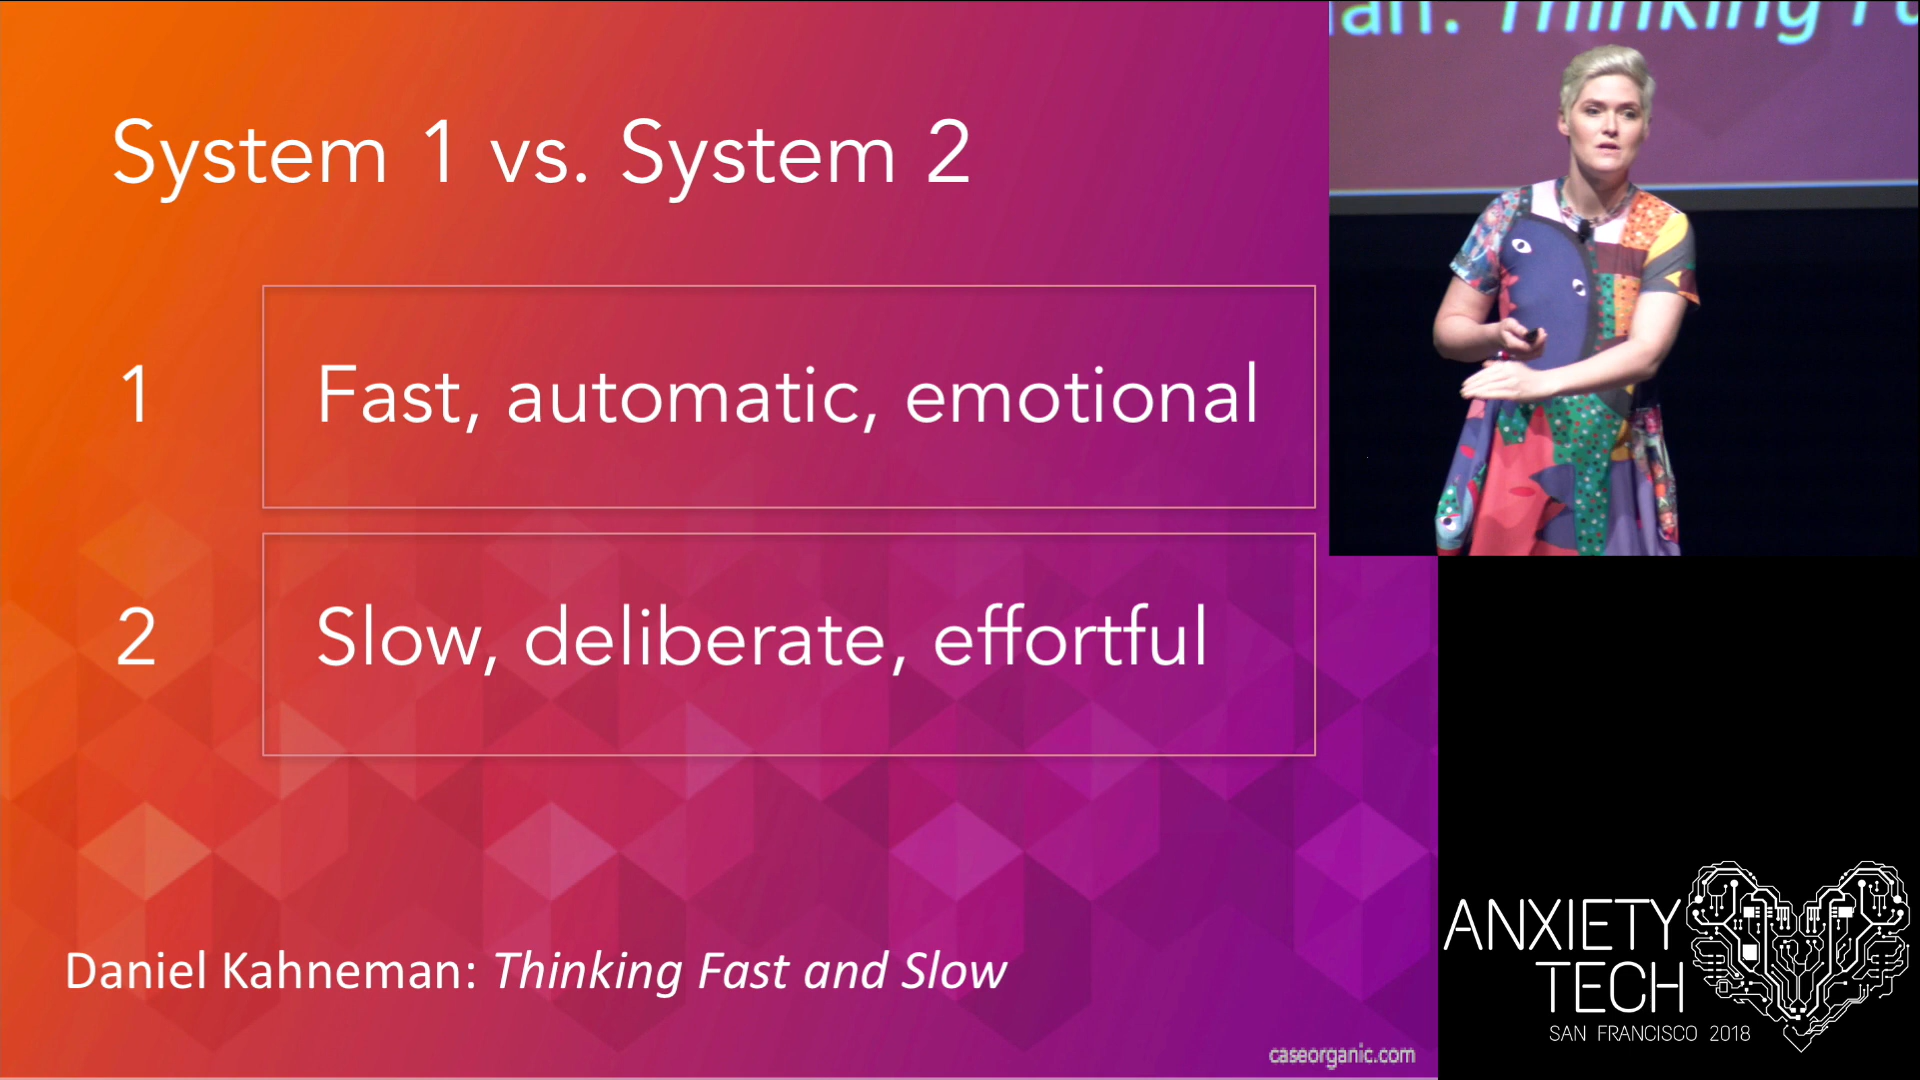 System 1 vs. System 2
1 Fast, automatic, emotional
2 Slow, deliberate, effortful
Daniel Kahneman: Thinking Fast and Slow
caseorganic.com
Thinking
ANXIETY
TECH
SAN FRANCISCO 2018